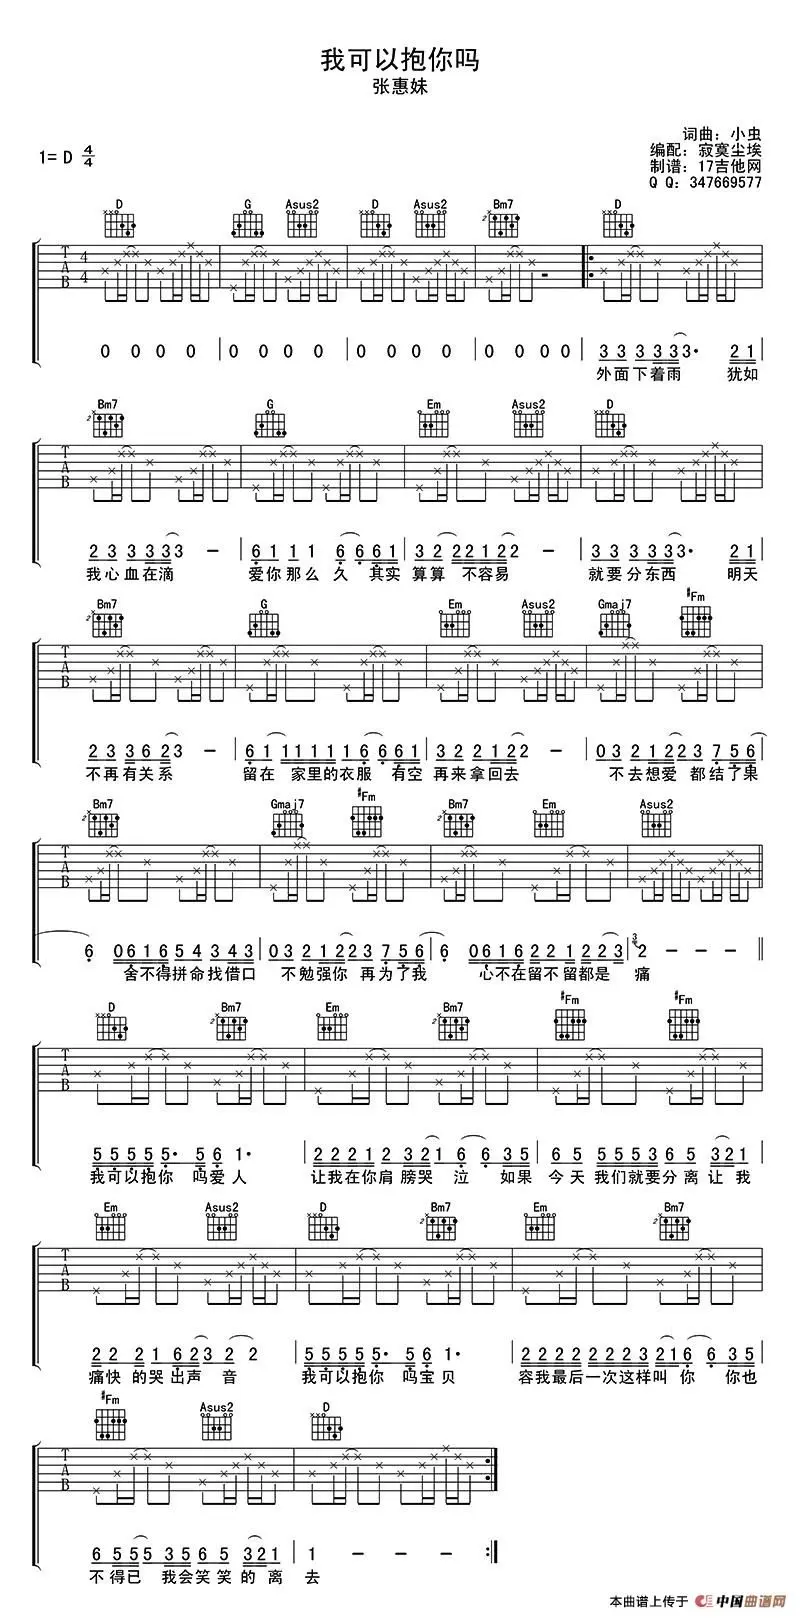 我可以抱你吗
张惠妹
1= D 4/4
词曲：小虫
编配：寂寞尘埃
制谱：17吉他网
Q Q：347669577
D G Asus2 D Asus2 Bm7 D
0 0 0 0 0 0 0 0 0 0 0 0 0 0 0 0 3 3 3 3 3 3· 2 1
外面下着雨 犹如
Bm7 G Em Asus2 D
2 3 3 3 3 3 – 6 1 1 1 6 6 6 1 3 2 2 2 1 2 2 – 3 3 3 3 3 3· 2 1
我心血在滴 爱你那么久 其实 算算 不容易 就要分东西 明天
Bm7 G Em Asus2 Gmaj7 #Fm
2 3 3 6 2 3 – 6 1 1 1 1 1 1 6 6 6 1 3 2 2 1 2 2 – 0 3 2 1 2 2 3 7 5 6
不再有关系 留在 家里的衣服 有空 再来拿回去 不去想爱 都结了果
Bm7 Gmaj7 #Fm Bm7 Em Asus2
6 0 6 1 6 5 4 3 4 3 0 3 2 1 2 2 3 7 5 6 6 0 6 1 6 2 2 1 2 2 3 3 2 – – –
舍不得拼命找借口 不勉强你 再为了我 心不在留不留都是 痛
D Bm7 Em Bm7 #Fm #Fm
5 5 5 5 5· 5 6 1· 2 2 2 2 3 2 1 1 6 6 3 5 6 5 3 5 6 5 3 2 1
我可以抱你 吗爱人 让我在你肩膀哭 泣 如果 今天 我们就要分离让 我
Em Asus2 D Bm7 Em Bm7
2 2 2 1 6 2 3 2 2 2 5 5 5 5 5· 5 6 1· 2 2 2 2 2 2 2 3 2 1 6 6 3 5
痛快 的哭出声 音 我可以抱你 吗宝贝 容我最后一次这样叫 你 你也
#Fm Asus2 D
6 5 5 5 3 5 6 5 3 2 1 1 – –
不得已 我会笑笑的离 去
本曲谱上传于 中国曲谱网